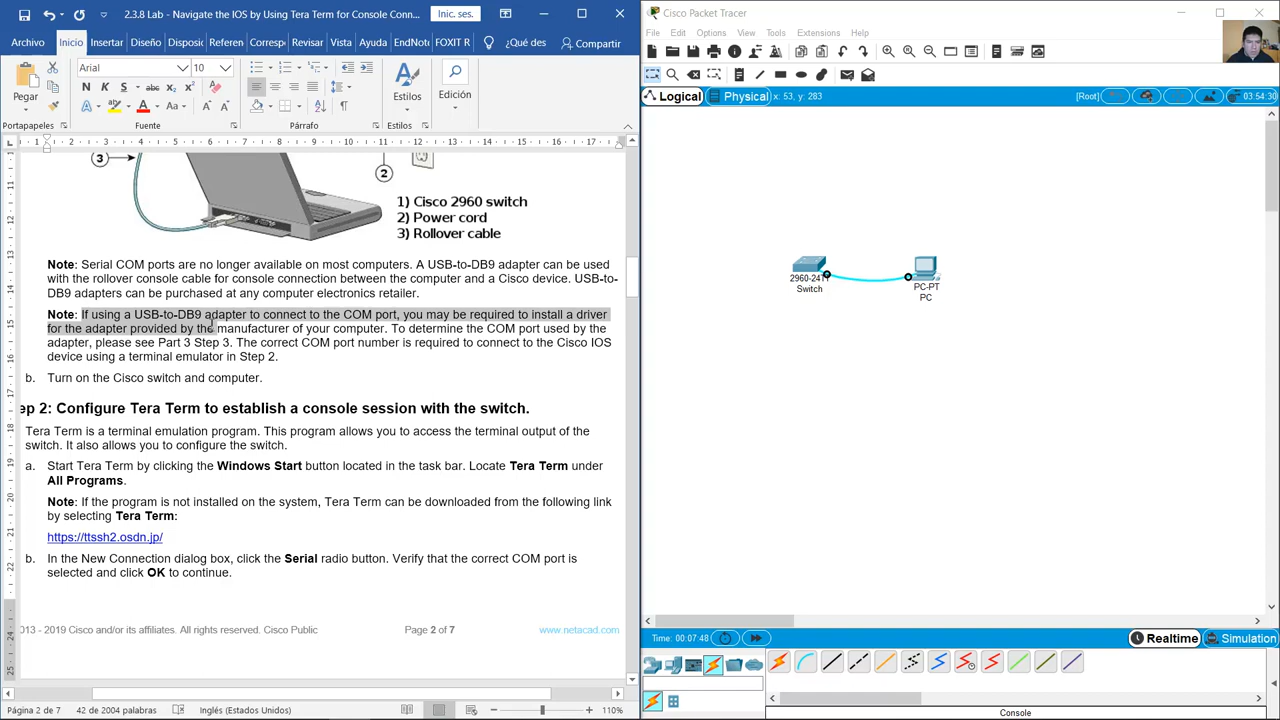 IOS For Using Tera Term for Computer -
Inic. ses.
Cisco Packet Tracer
Inicio
Referen
Corresp
Revisar
Vista
Ayuda
EndNote
FOXIT R
¿Qué des
Compartir
File Edit Options View Tools Extensions Help
Pegar
Arial
10
Estilos
Edición
Portapapeles
Fuente
Párrafo
Estilos
Logical
Physical
x: 53, y: 283
[Root]
03:54:30
3
2
1) Cisco 2960 switch
2) Power cord
3) Rollover cable
Note: Serial COM ports are no longer available on most computers. A USB-to-DB9 adapter can be used
with the rollover console cable for console connection between the computer and a Cisco device. USB-to-
DB9 adapters can be purchased at any computer electronics retailer.
Note: If using a USB-to-DB9 adapter to connect to the COM port, you may be required to install a driver
for the adapter provided by the manufacturer of your computer. To determine the COM port used by the
adapter, please see Part 3 Step 3. The correct COM port number is required to connect to the Cisco IOS
device using a terminal emulator in Step 2.
b. Turn on the Cisco switch and computer.
ep 2: Configure Tera Term to establish a console session with the switch.
Tera Term is a terminal emulation program. This program allows you to access the terminal output of the
switch. It also allows you to configure the switch.
a. Start Tera Term by clicking the Windows Start button located in the task bar. Locate Tera Term under
All Programs.
Note: If the program is not installed on the system, Tera Term can be downloaded from the following link
by selecting Tera Term:
https://ttssh2.osdn.jp/
b. In the New Connection dialog box, click the Serial radio button. Verify that the correct COM port is
selected and click OK to continue.
013 - 2019 Cisco and/or its affiliates. All rights reserved. Cisco Public
Page 2 of 7
www.netacad.com
2960-24TT
Switch
PC-PT
PC
Time: 00:07:48
Realtime
Simulation
Console
Página 2 de 7
42 de 2004 palabras
Inglés (Estados Unidos)
110%